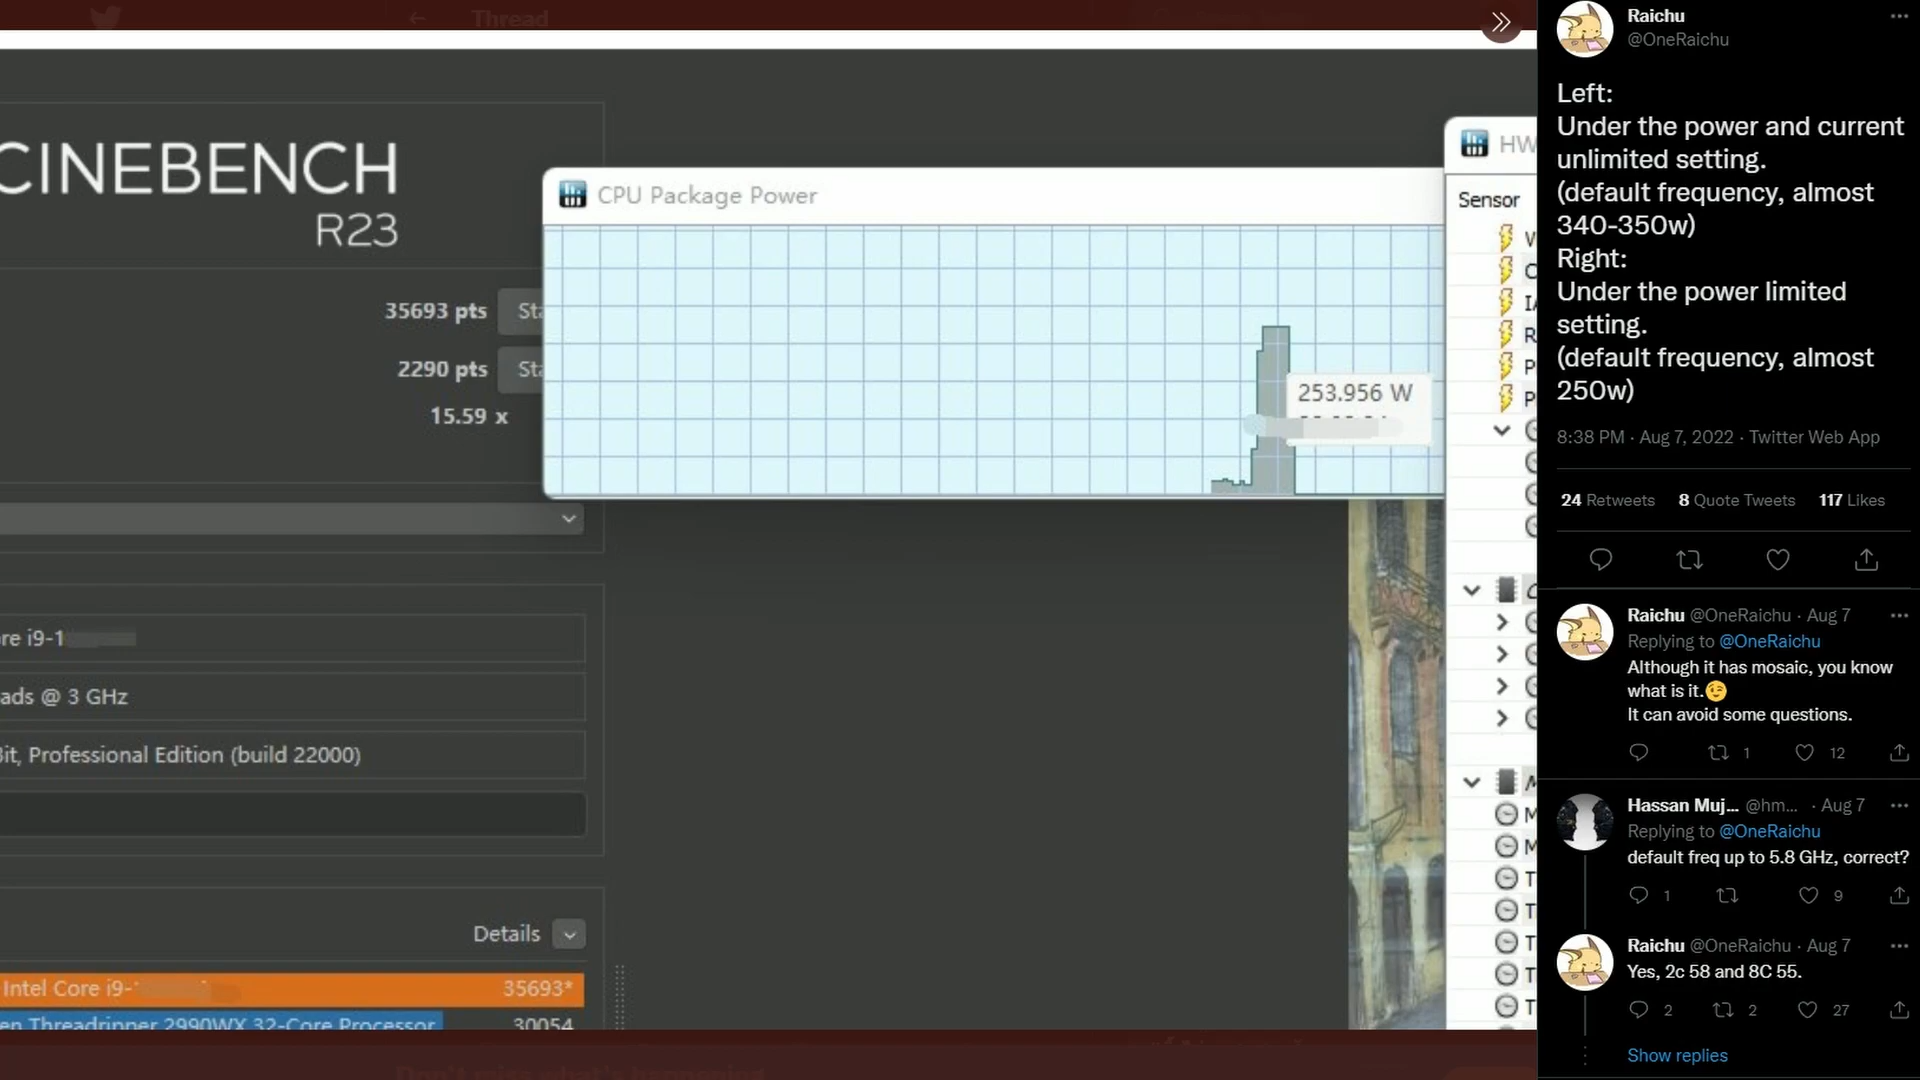 Thread
CINEBENCH
R23
35693 pts
2290 pts
15.59 x
CPU Package Power
253.956 W
Sensor
re i9-1
ads @ 3 GHz
Bit, Professional Edition (build 22000)
Details
Intel Core i9-
35693*
en Threadripper 2990WX 32-Core Processor
30054
Don't miss what's happening
Raichu
@OneRaichu
Left:
Under the power and current
unlimited setting.
(default frequency, almost
340-350w)
Right:
Under the power limited
setting.
(default frequency, almost
250w)
8:38 PM · Aug 7, 2022 · Twitter Web App
24 Retweets 8 Quote Tweets 117 Likes
Raichu @OneRaichu · Aug 7
Replying to @OneRaichu
Although it has mosaic, you know
what is it.😉
It can avoid some questions.
1 12
Hassan Muj... @hm... · Aug 7
Replying to @OneRaichu
default freq up to 5.8 GHz, correct?
1 9
Raichu @OneRaichu · Aug 7
Yes, 2c 58 and 8C 55.
2 2 27
Show replies